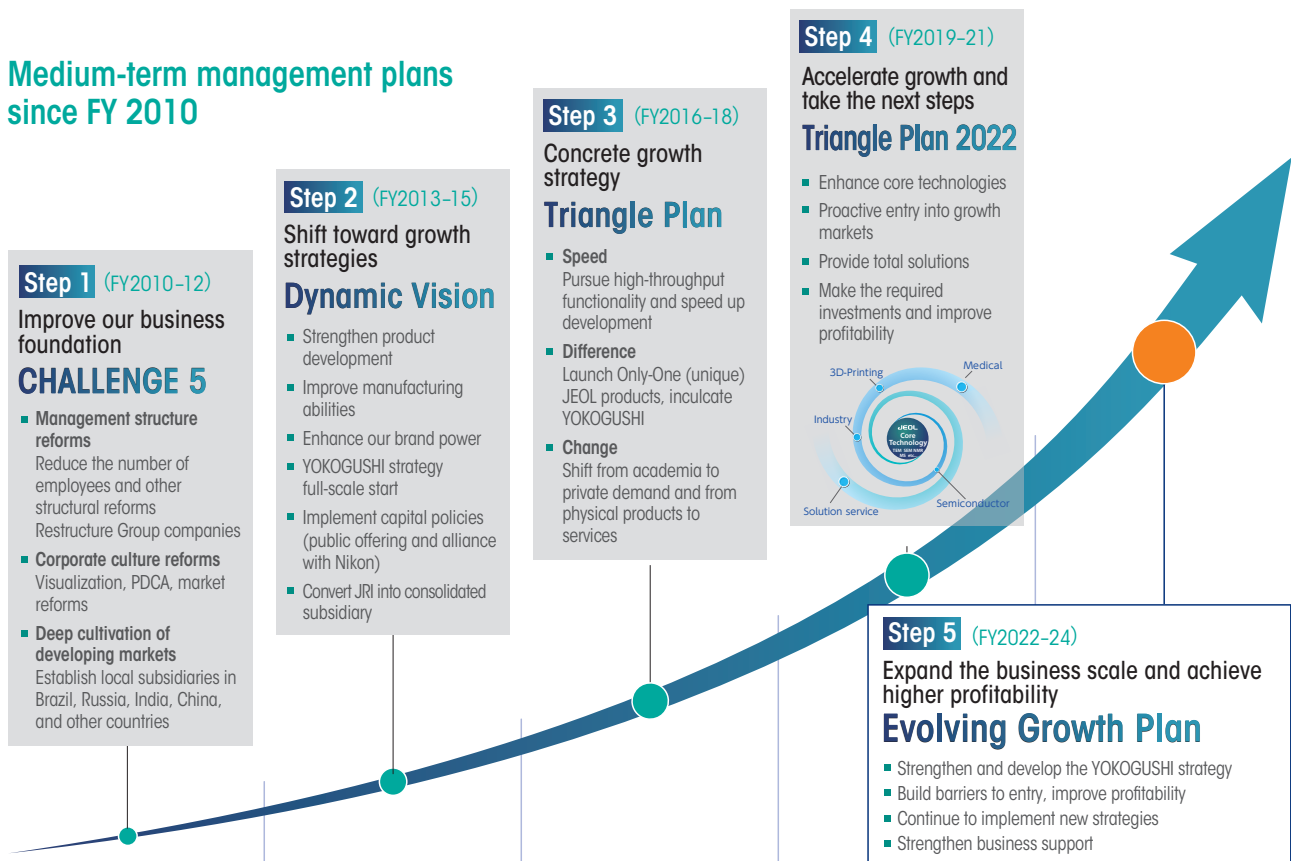 Medium-term management plans
since FY 2010
Step 1 (FY2010–12)
Improve our business
foundation
CHALLENGE 5
■ Management structure
reforms
Reduce the number of
employees and other
structural reforms
Restructure Group companies
■ Corporate culture reforms
Visualization, PDCA, market
reforms
■ Deep cultivation of
developing markets
Establish local subsidiaries in
Brazil, Russia, India, China,
and other countries
Step 2 (FY2013–15)
Shift toward growth
strategies
Dynamic Vision
■ Strengthen product
development
■ Improve manufacturing
abilities
■ Enhance our brand power
■ YOKOGUSHI strategy
full-scale start
■ Implement capital policies
(public offering and alliance
with Nikon)
■ Convert JRI into consolidated
subsidiary
Step 3 (FY2016–18)
Concrete growth
strategy
Triangle Plan
■ Speed
Pursue high-throughput
functionality and speed up
development
■ Difference
Launch Only-One (unique)
JEOL products, inculcate
YOKOGUSHI
■ Change
Shift from academia to
private demand and from
physical products to
services
Step 4 (FY2019–21)
Accelerate growth and
take the next steps
Triangle Plan 2022
■ Enhance core technologies
■ Proactive entry into growth
markets
■ Provide total solutions
■ Make the required
investments and improve
profitability
3D-Printing
Medical
Industry
JEOL
Core
Technology
TEM SEM NMR
MS etc...
Solution service
Semiconductor
Step 5 (FY2022–24)
Expand the business scale and achieve
higher profitability
Evolving Growth Plan
■ Strengthen and develop the YOKOGUSHI strategy
■ Build barriers to entry, improve profitability
■ Continue to implement new strategies
■ Strengthen business support